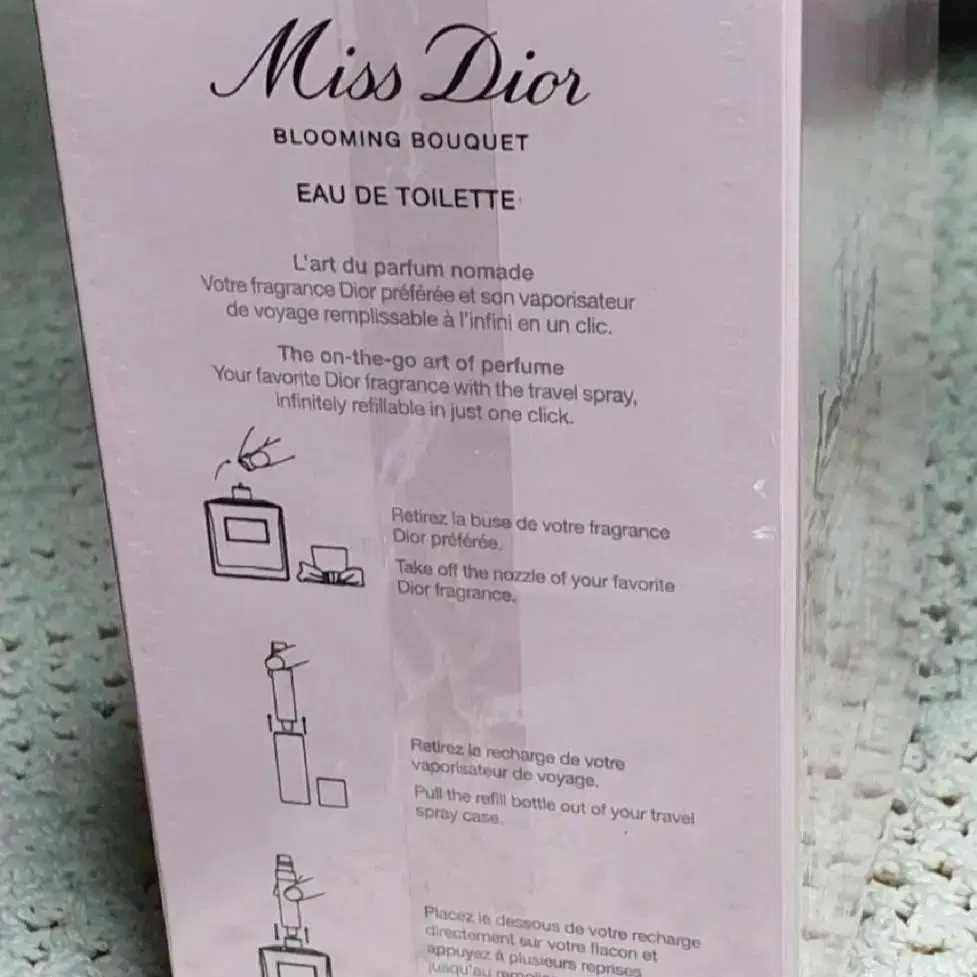 Miss Dior
BLOOMING BOUQUET
EAU DE TOILETTE
L'art du parfum nomade
Votre fragrance Dior préférée et son vaporisateur
de voyage remplissable à l'infini en un clic.
The on-the-go art of perfume
Your favorite Dior fragrance with the travel spray,
infinitely refillable in just one click.
Retirez la buse de votre fragrance
Dior préférée.
Take off the nozzle of your favorite
Dior fragrance.
Retirez la recharge de votre
vaporisateur de voyage.
Pull the refill bottle out of your travel
spray case.
Placez le dessous de votre recharge
directement sur votre flacon et
appuyez à plusieurs reprises
jusqu'au